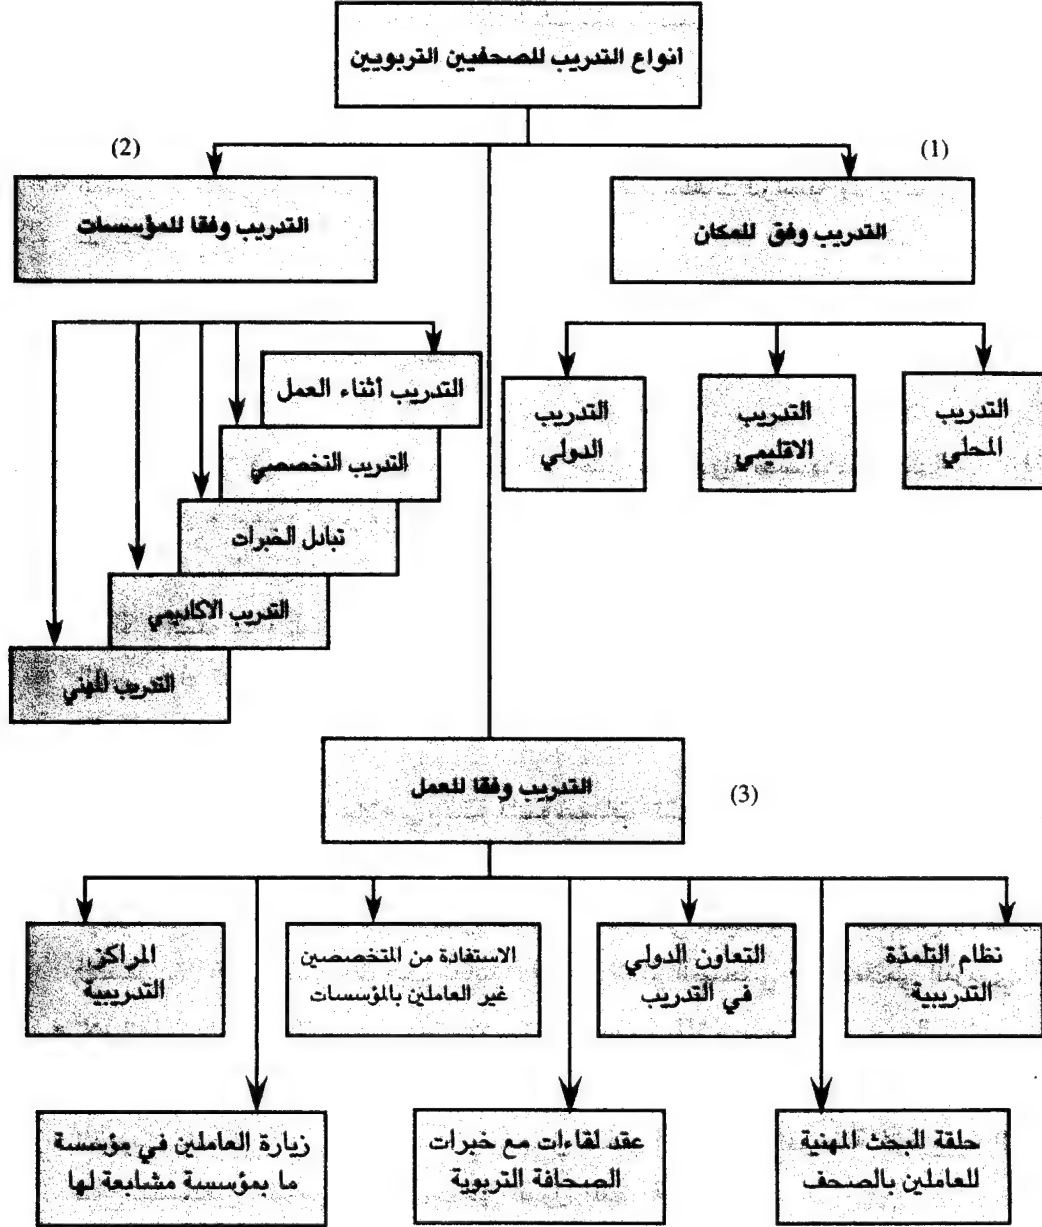 أنواع التدريب للصحفيين التربويين
(1)
(2)
التدريب وفق للمكان
التدريب وفقا للمؤسسات
التدريب
المحلي
التدريب
الاقليمي
التدريب
الدولي
التدريب أثناء العمل
التدريب التخصصي
تبادل الخبرات
التدريب الاكاديمي
التدريب المهني
التدريب وفقا للعمل
(3)
نظام التلمذة
التدريبية
التعاون الدولي
في التدريب
الاستفادة من المتخصصين
غير العاملين بالمؤسسات
المراكز
التدريبية
حلقة البحث المهنية
للعاملين بالصحف
عقد لقاءات مع خبرات
الصحافة التربوية
زيارة العاملين في مؤسسة
ما بمؤسسة مشابعة لها